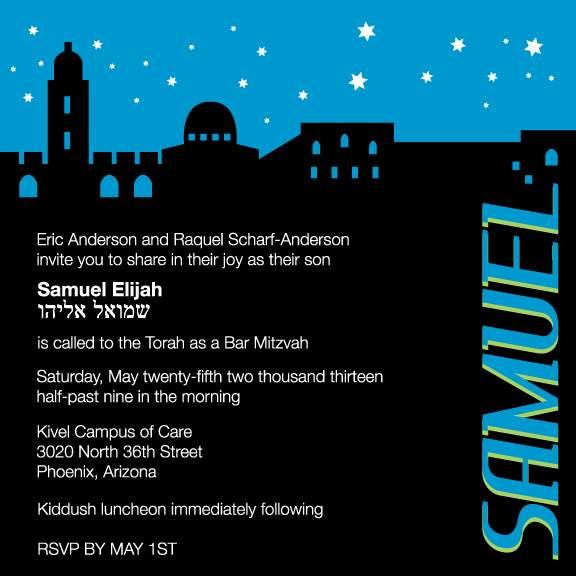 Eric Anderson and Raquel Scharf-Anderson
invite you to share in their joy as their son
Samuel Elijah
שמואל אליהו
is called to the Torah as a Bar Mitzvah
Saturday, May twenty-fifth two thousand thirteen
half-past nine in the morning
Kivel Campus of Care
3020 North 36th Street
Phoenix, Arizona
Kiddush luncheon immediately following
RSVP BY MAY 1ST
SAMUEL